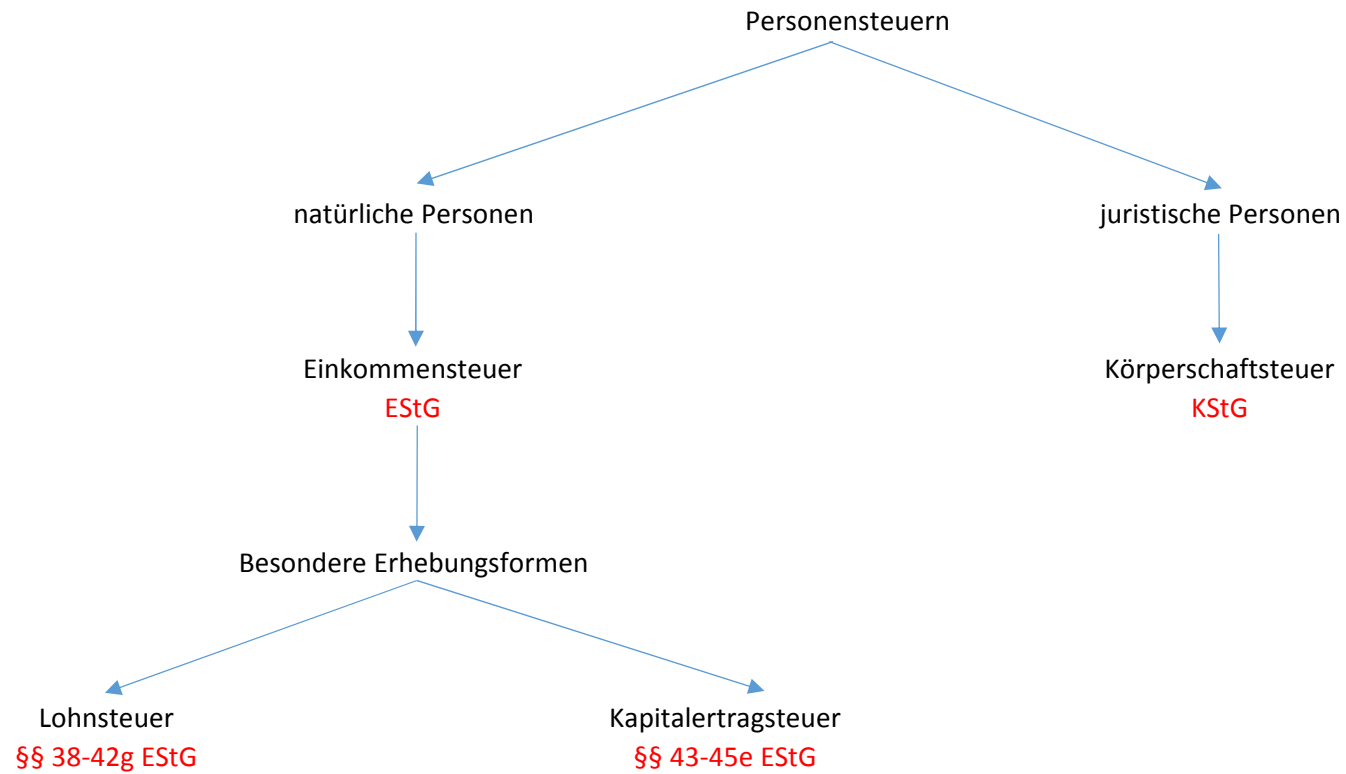 Personensteuern
natürliche Personen
juristische Personen
Einkommensteuer
EStG
Körperschaftsteuer
KStG
Besondere Erhebungsformen
Lohnsteuer
§§ 38-42g EStG
Kapitalertragsteuer
§§ 43-45e EStG